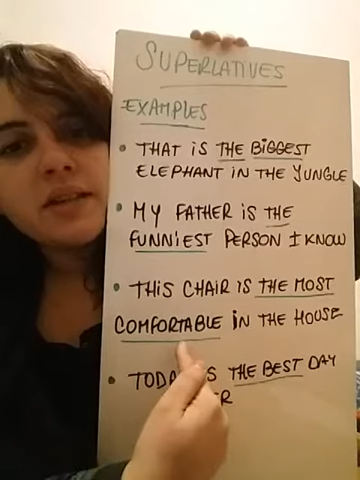 SUPERLATIVES
EXAMPLES
• THAT is THE BIGGEST
ELEPHANT IN THE YUNGLE
• MY FATHER iS THE
FUNNIEST PERSON I KNOW
• THIS CHAIR IS THE MOST
COMFORTABLE IN THE HOUSE
• THE BEST DAY